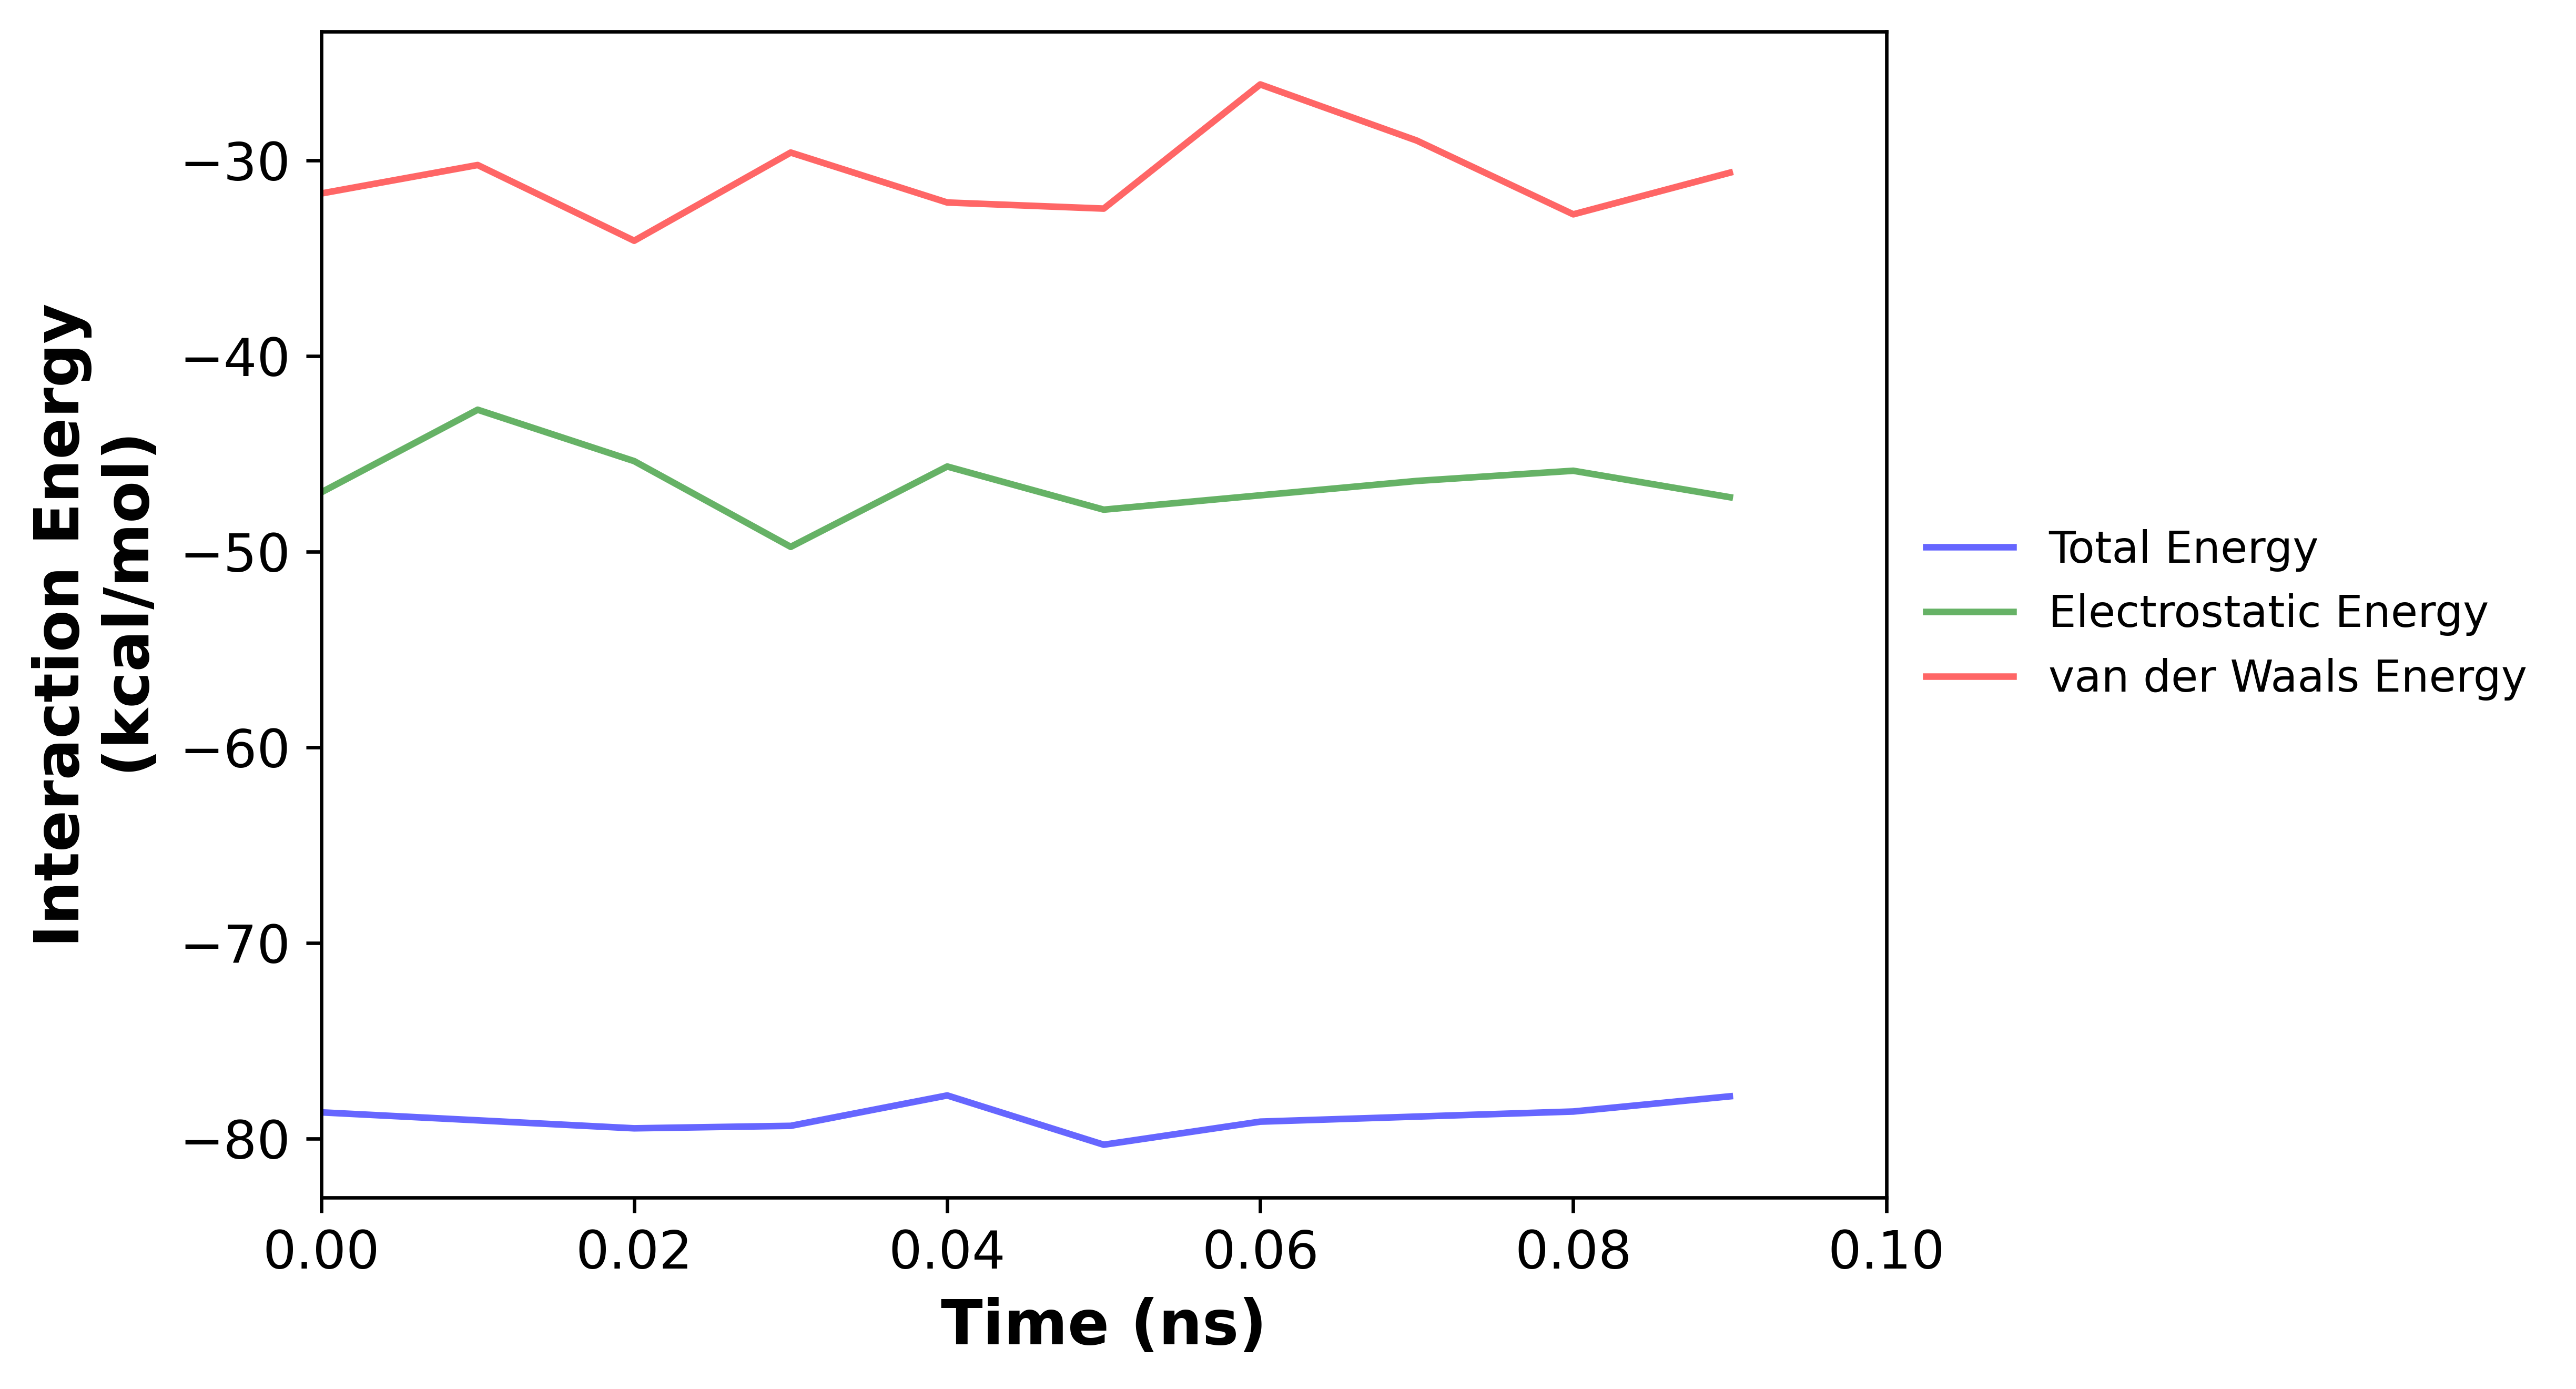 Interaction Energy
(kcal/mol)
−30
−40
−50
−60
−70
−80
0.00 0.02 0.04 0.06 0.08 0.10
Time (ns)
Total Energy
Electrostatic Energy
van der Waals Energy